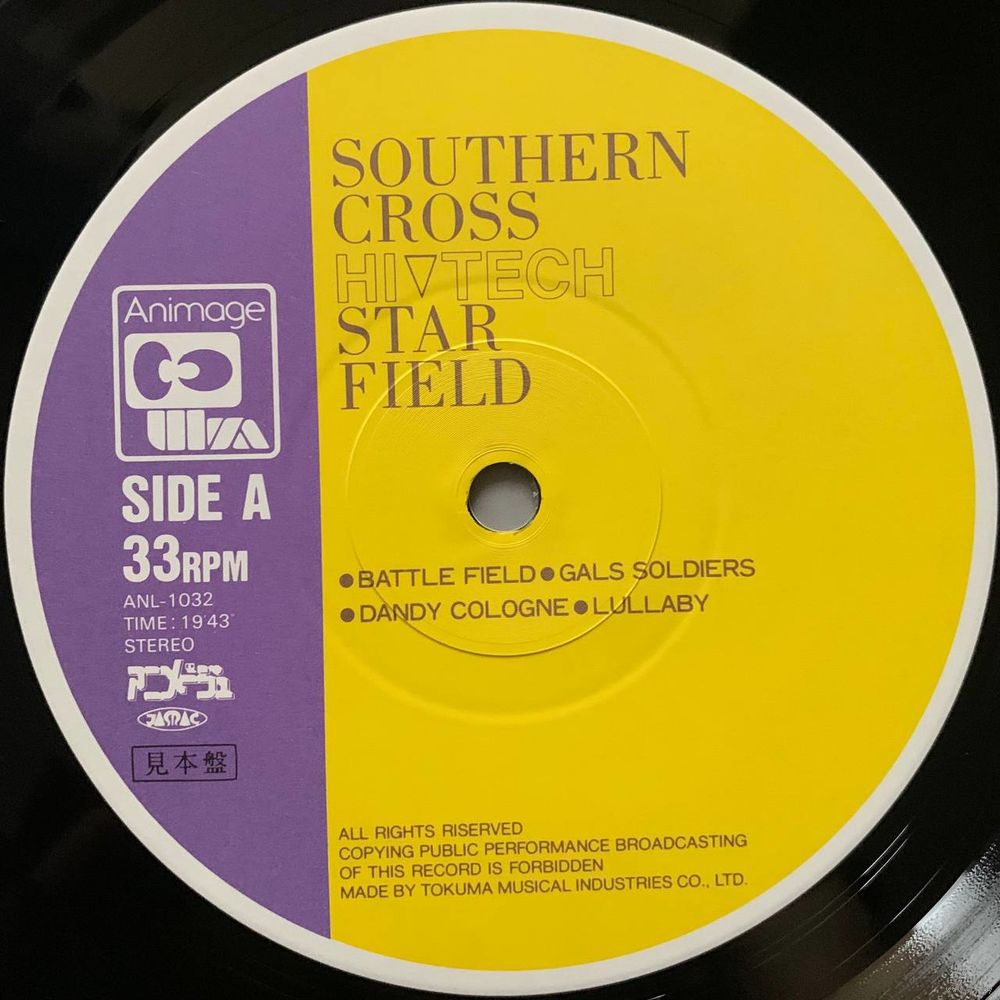 SOUTHERN
CROSS
HI▽TECH
STAR
FIELD
Animage
SIDE A
33RPM
ANL-1032
TIME : 19'43"
STEREO
アニメージュ
JASRAC
見本盤
●BATTLE FIELD●GALS SOLDIERS
●DANDY COLOGNE●LULLABY
ALL RIGHTS RISERVED
COPYING PUBLIC PERFORMANCE BROADCASTING
OF THIS RECORD IS FORBIDDEN
MADE BY TOKUMA MUSICAL INDUSTRIES CO., LTD.